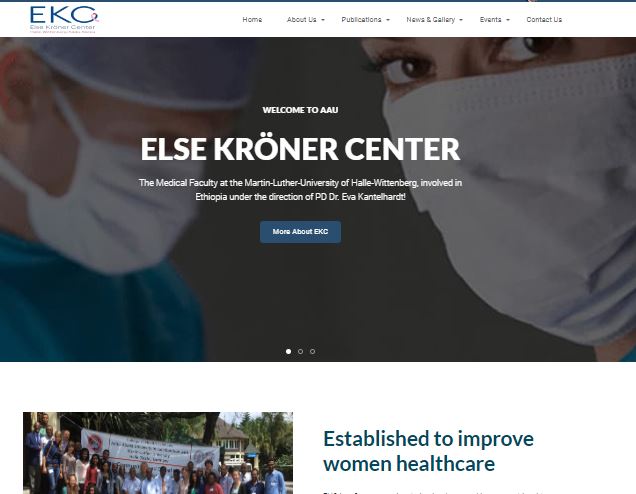 EKC
Else Kröner Center
Home About Us Publications News & Gallery Events Contact Us
WELCOME TO AAU
ELSE KRÖNER CENTER
The Medical Faculty at the Martin-Luther-University of Halle-Wittenberg, involved in
Ethiopia under the direction of PD Dr. Eva Kantelhardt!
More About EKC
Established to improve
women healthcare